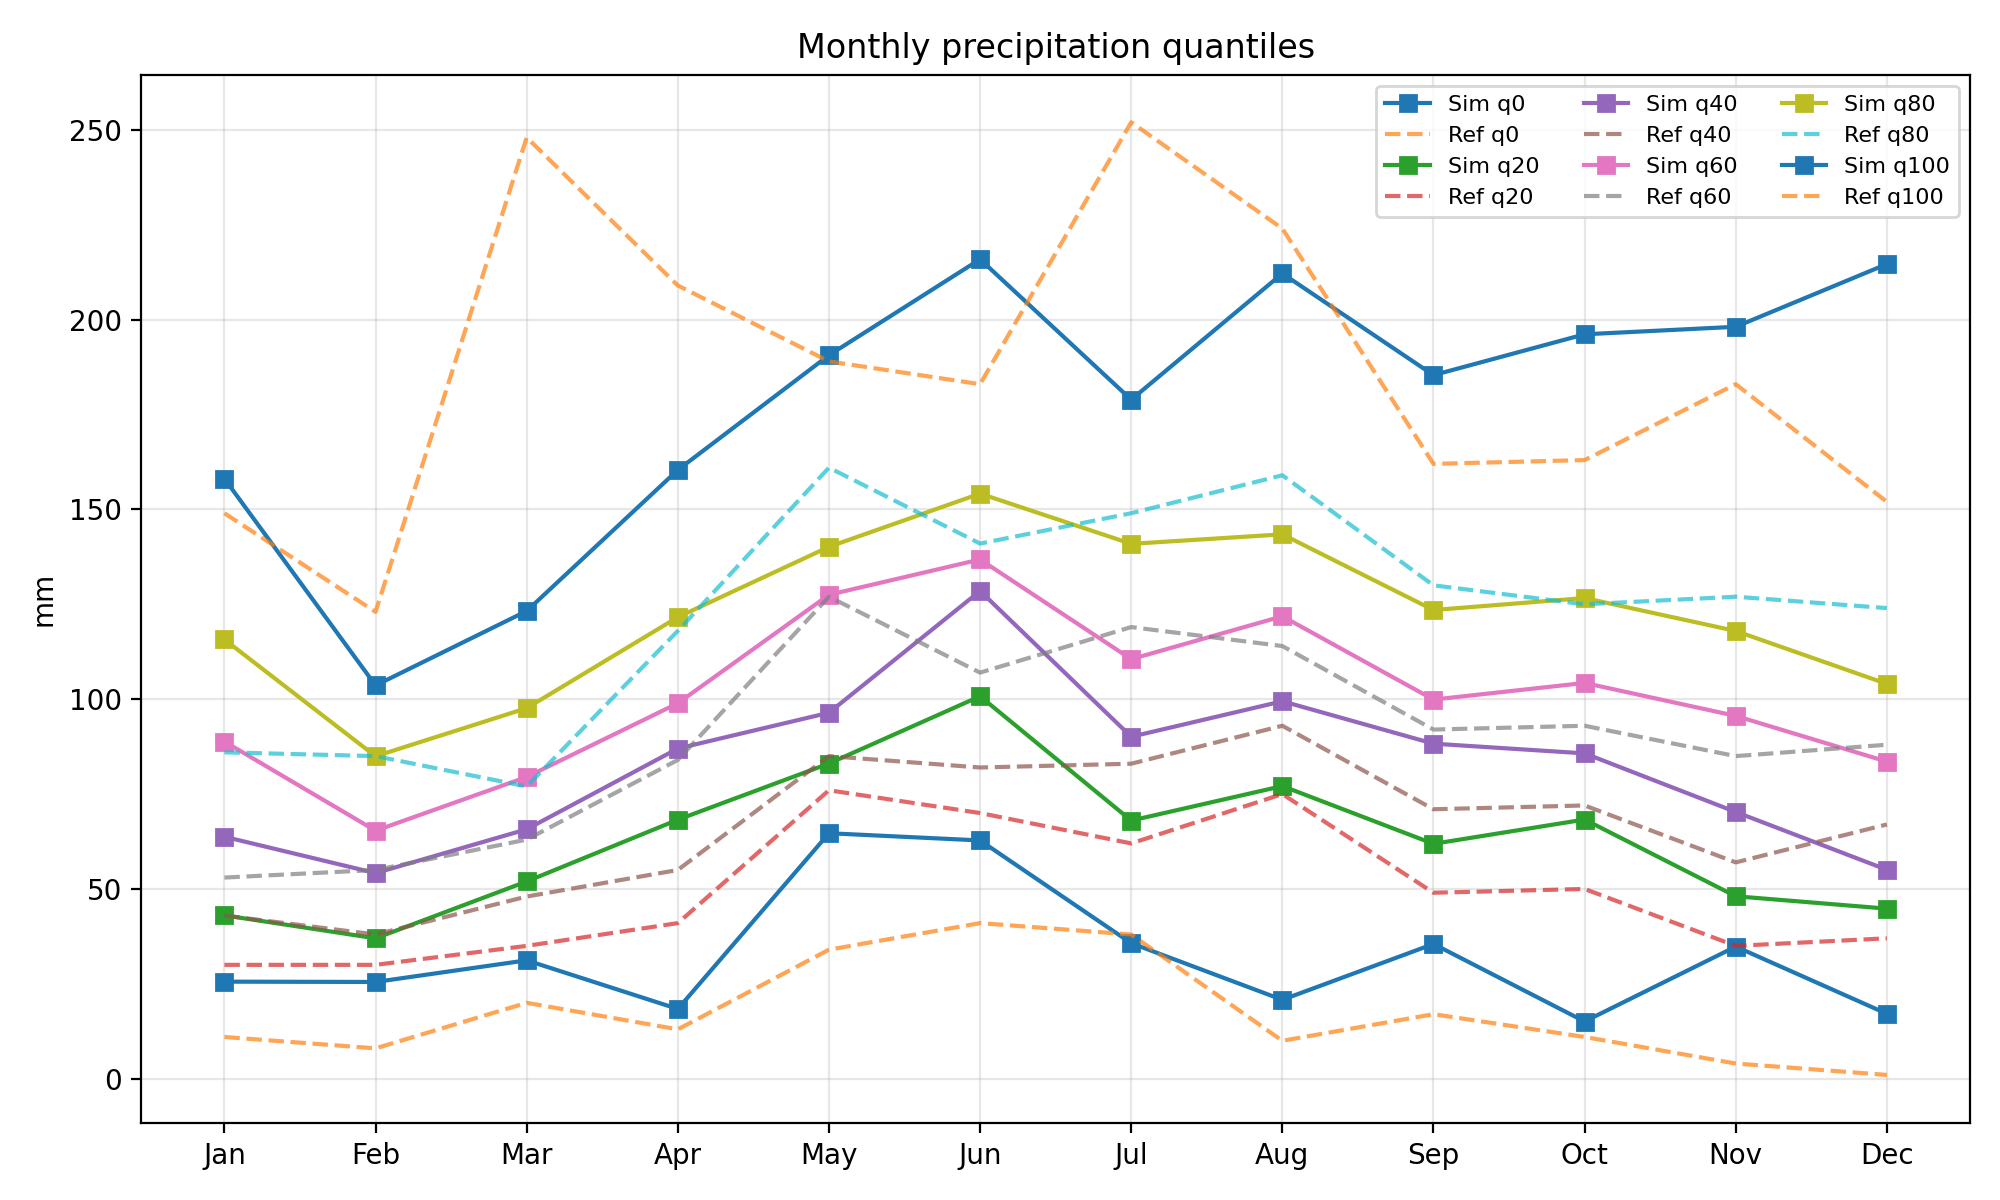 Monthly precipitation quantiles
Sim q0
Ref q0
Sim q20
Ref q20
Sim q40
Ref q40
Sim q60
Ref q60
Sim q80
Ref q80
Sim q100
Ref q100
mm
250
200
150
100
50
0
Jan Feb Mar Apr May Jun Jul Aug Sep Oct Nov Dec